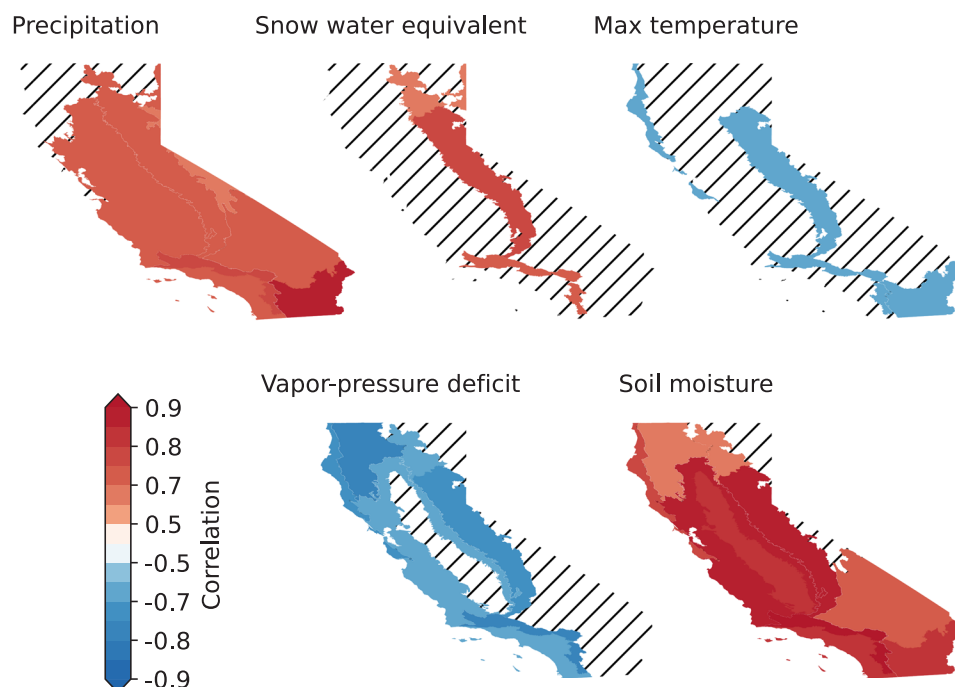 Precipitation
Snow water equivalent
Max temperature
Vapor-pressure deficit
Soil moisture
0.9
0.8
0.7
0.5
-0.5
-0.7
-0.8
-0.9
Correlation